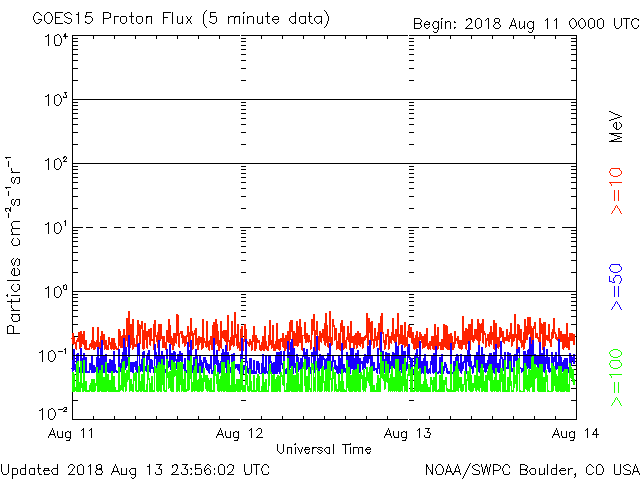 GOES15 Proton Flux (5 minute data)
Begin: 2018 Aug 11 0000 UTC
10⁴
10³
10²
10¹
10⁰
10⁻¹
10⁻²
Particles cm⁻²s⁻¹sr⁻¹
MeV
>=10
>=50
>=100
Aug 11
Aug 12
Aug 13
Aug 14
Universal Time
Updated 2018 Aug 13 23:56:02 UTC
NOAA/SWPC Boulder, CO USA